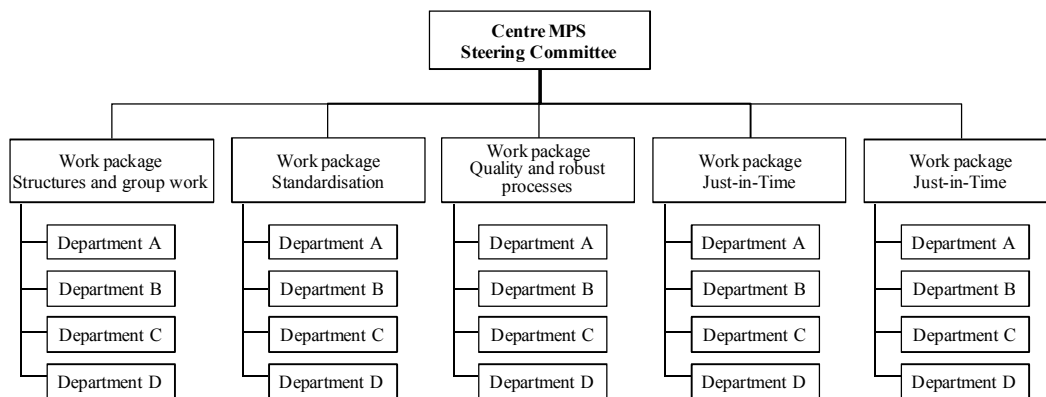 Centre MPS
Steering Committee
Work package
Structures and group work
Department A
Department B
Department C
Department D
Work package
Standardisation
Department A
Department B
Department C
Department D
Work package
Quality and robust
processes
Department A
Department B
Department C
Department D
Work package
Just-in-Time
Department A
Department B
Department C
Department D
Work package
Just-in-Time
Department A
Department B
Department C
Department D